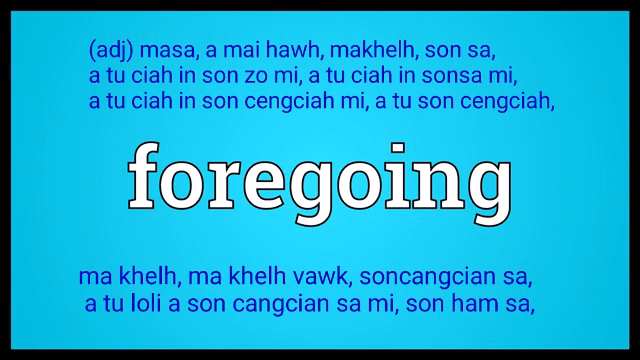 (adj) masa, a mai hawh, makhelh, son sa,
a tu ciah in son zo mi, a tu ciah in sonsa mi,
a tu ciah in son cengciah mi, a tu son cengciah,
foregoing
ma khelh, ma khelh vawk, soncangcian sa,
a tu loli a son cangcian sa mi, son ham sa,